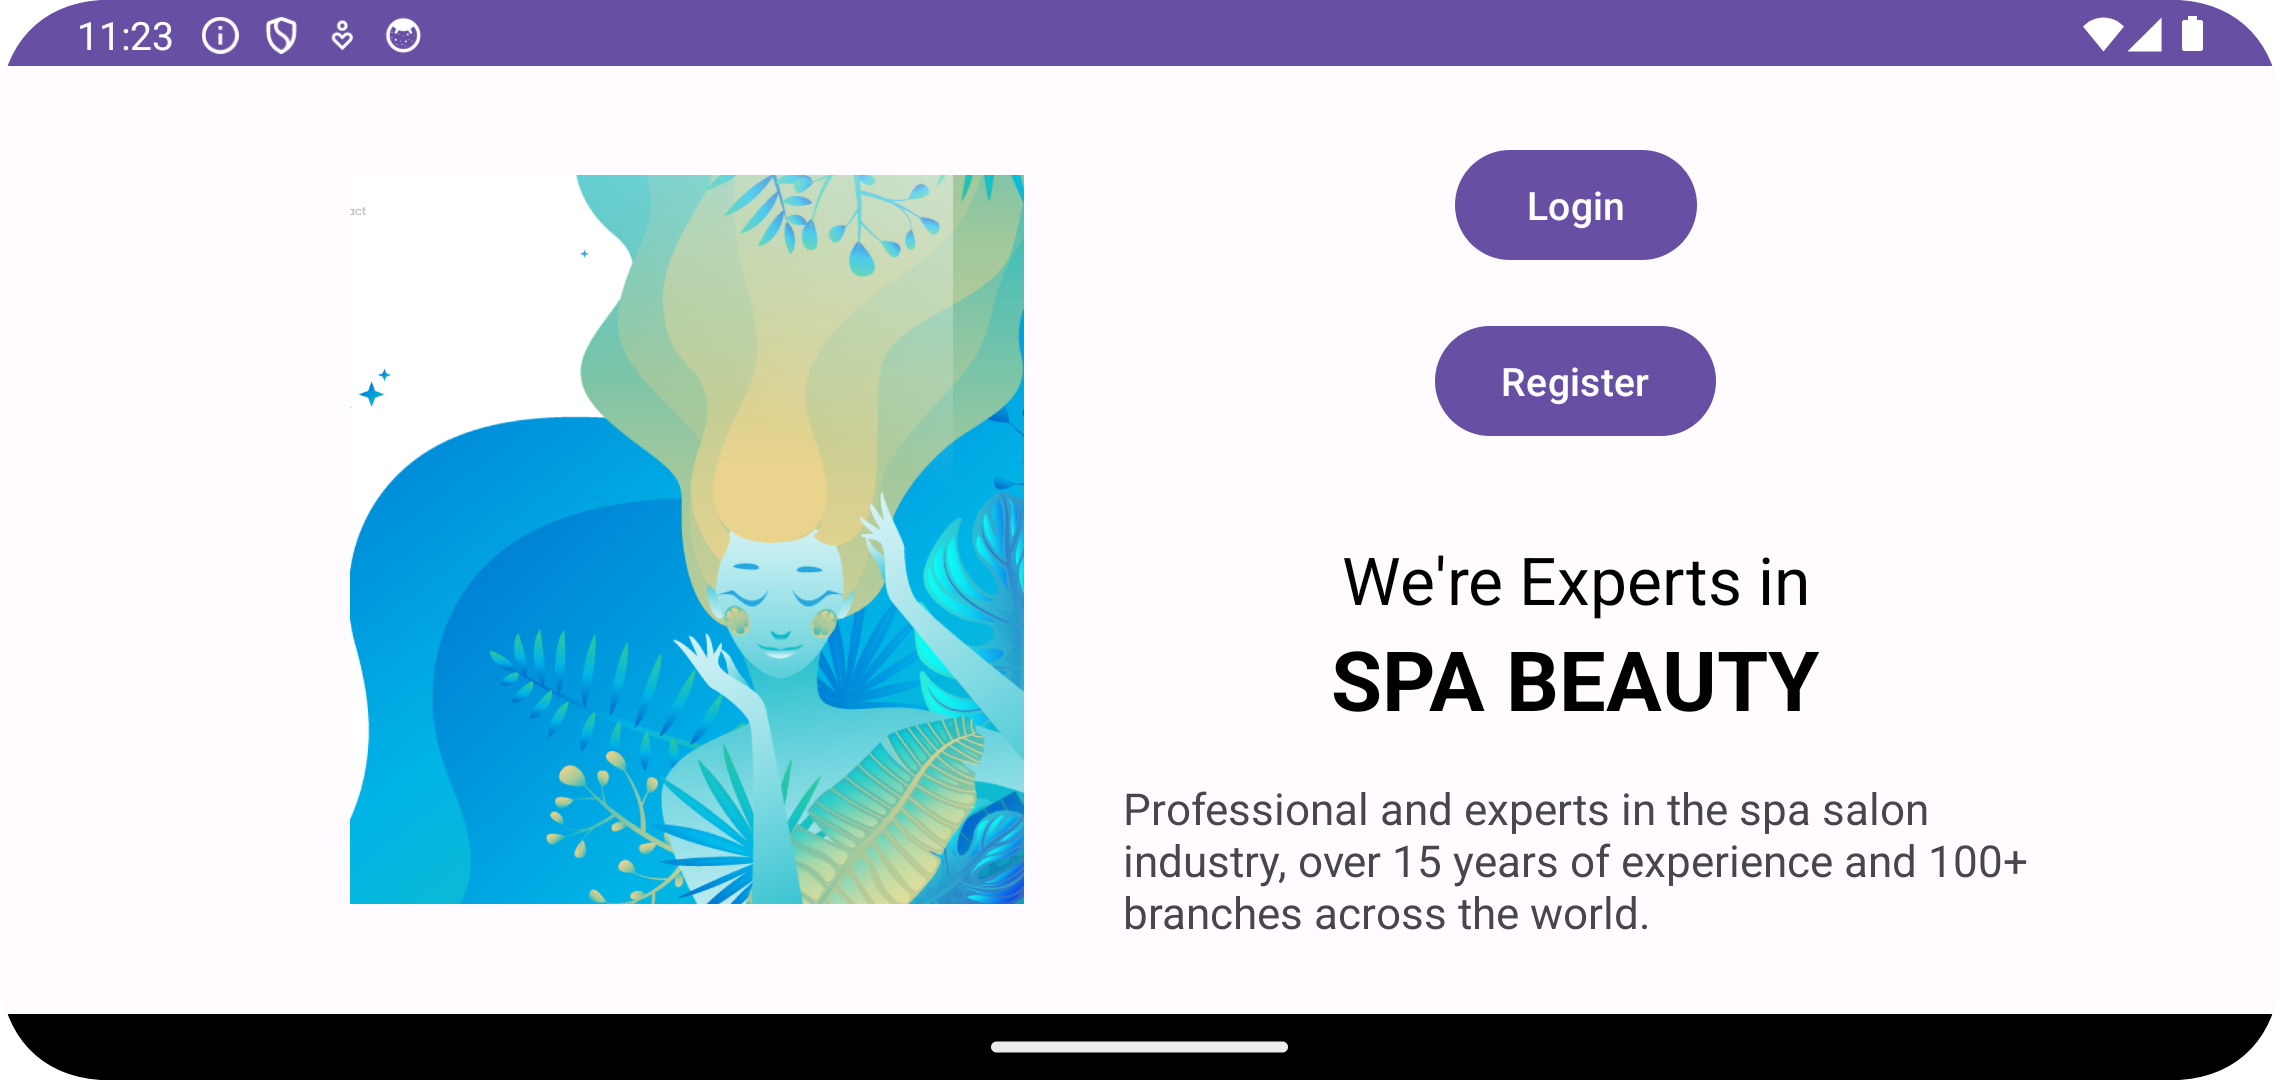 11:23
act
Login
Register
We're Experts in
SPA BEAUTY
Professional and experts in the spa salon
industry, over 15 years of experience and 100+
branches across the world.